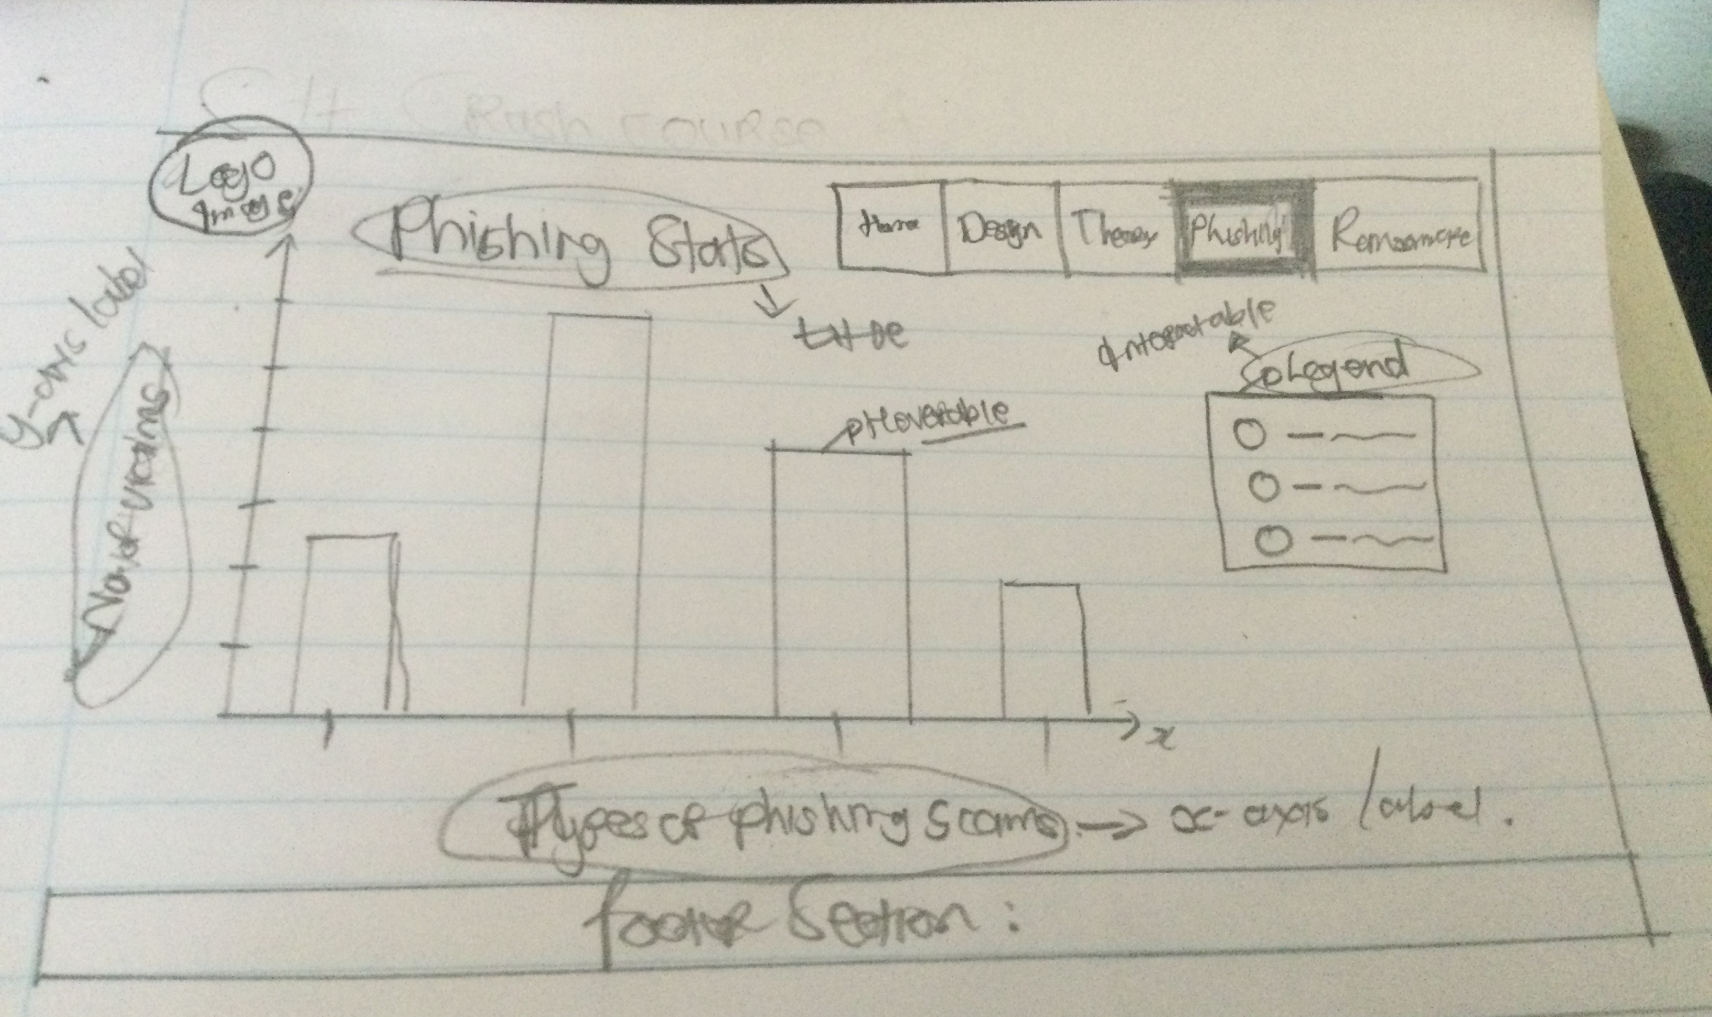 Crash course
Logo
Image
Phishing Stats
Home
Design
Theory
Phishing
Ransomware
title
y-axis label
No. of victims
Hoverable
Interactable
Legend
x
Types of phishing scams
x-axis label.
footer Section: